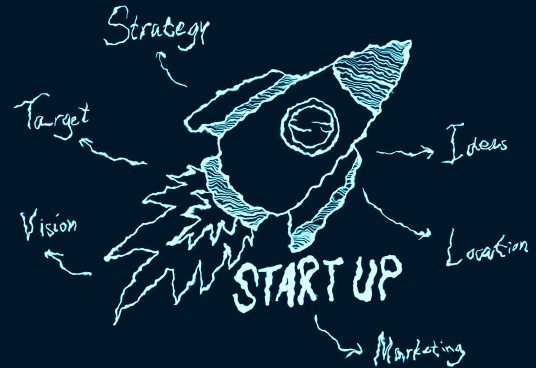 Strategy
Target
Ideas
Vision
Location
START UP
Marketing